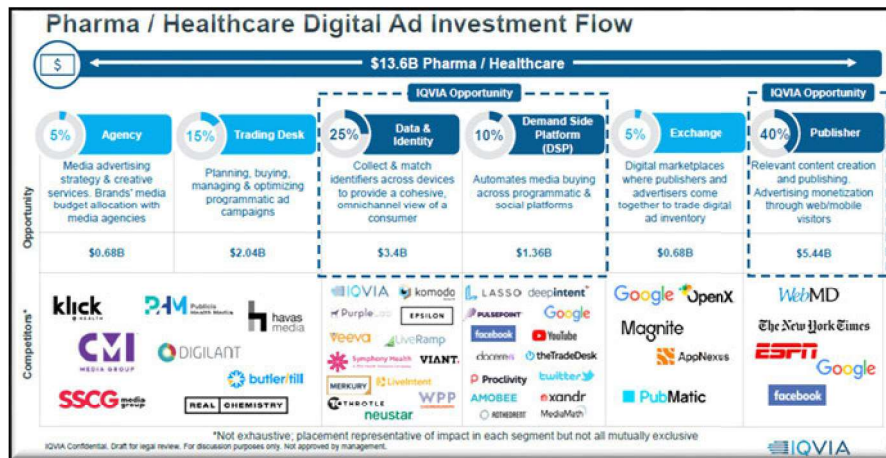 Pharma / Healthcare Digital Ad Investment Flow
$
$13.6B Pharma / Healthcare
IQVIA Opportunity
IQVIA Opportunity
5%
Agency
15%
Trading Desk
25%
Data &
Identity
10%
Demand Side
Platform
(DSP)
5%
Exchange
40%
Publisher
Opportunity
Media advertising
strategy & creative
services. Brands' media
budget allocation with
media agencies
$0.68B
Planning, buying,
managing & optimizing
programmatic ad
campaigns
$2.04B
Collect & match
identifiers across devices
to provide a cohesive,
omnichannel view of a
consumer
$3.4B
Automates media buying
across programmatic &
social platforms
$1.36B
Digital marketplaces
where publishers and
advertisers come
together to trade digital
ad inventory
$0.68B
Relevant content creation
and publishing.
Advertising monetization
through web/mobile
visitors
$5.44B
Competitors*
klick
HEALTH
PHM Publicis
Health Media
havas
media
CMI
MEDIA GROUP
DIGILANT
butler/till
SSCG media
group
REAL CHEMISTRY
IQVIA
komodo
PurpleLab
EPSILON
veeva
LiveRamp
Symphony Health
VIANT.
MERKURY
LiveIntent
THROTLE
WPP
neustar
LASSO
deepintent
PULSEPOINT
Google
facebook
YouTube
doceree
theTradeDesk
Proclivity
twitter
AMOBEE
xandr
MediaMath
Google
OpenX
Magnite
AppNexus
PubMatic
WebMD
The New York Times
ESPN
Google
facebook
*Not exhaustive; placement representative of impact in each segment but not all mutually exclusive
IQVIA Confidential. Draft for legal review. For discussion purposes only. Not approved by management.
IQVIA